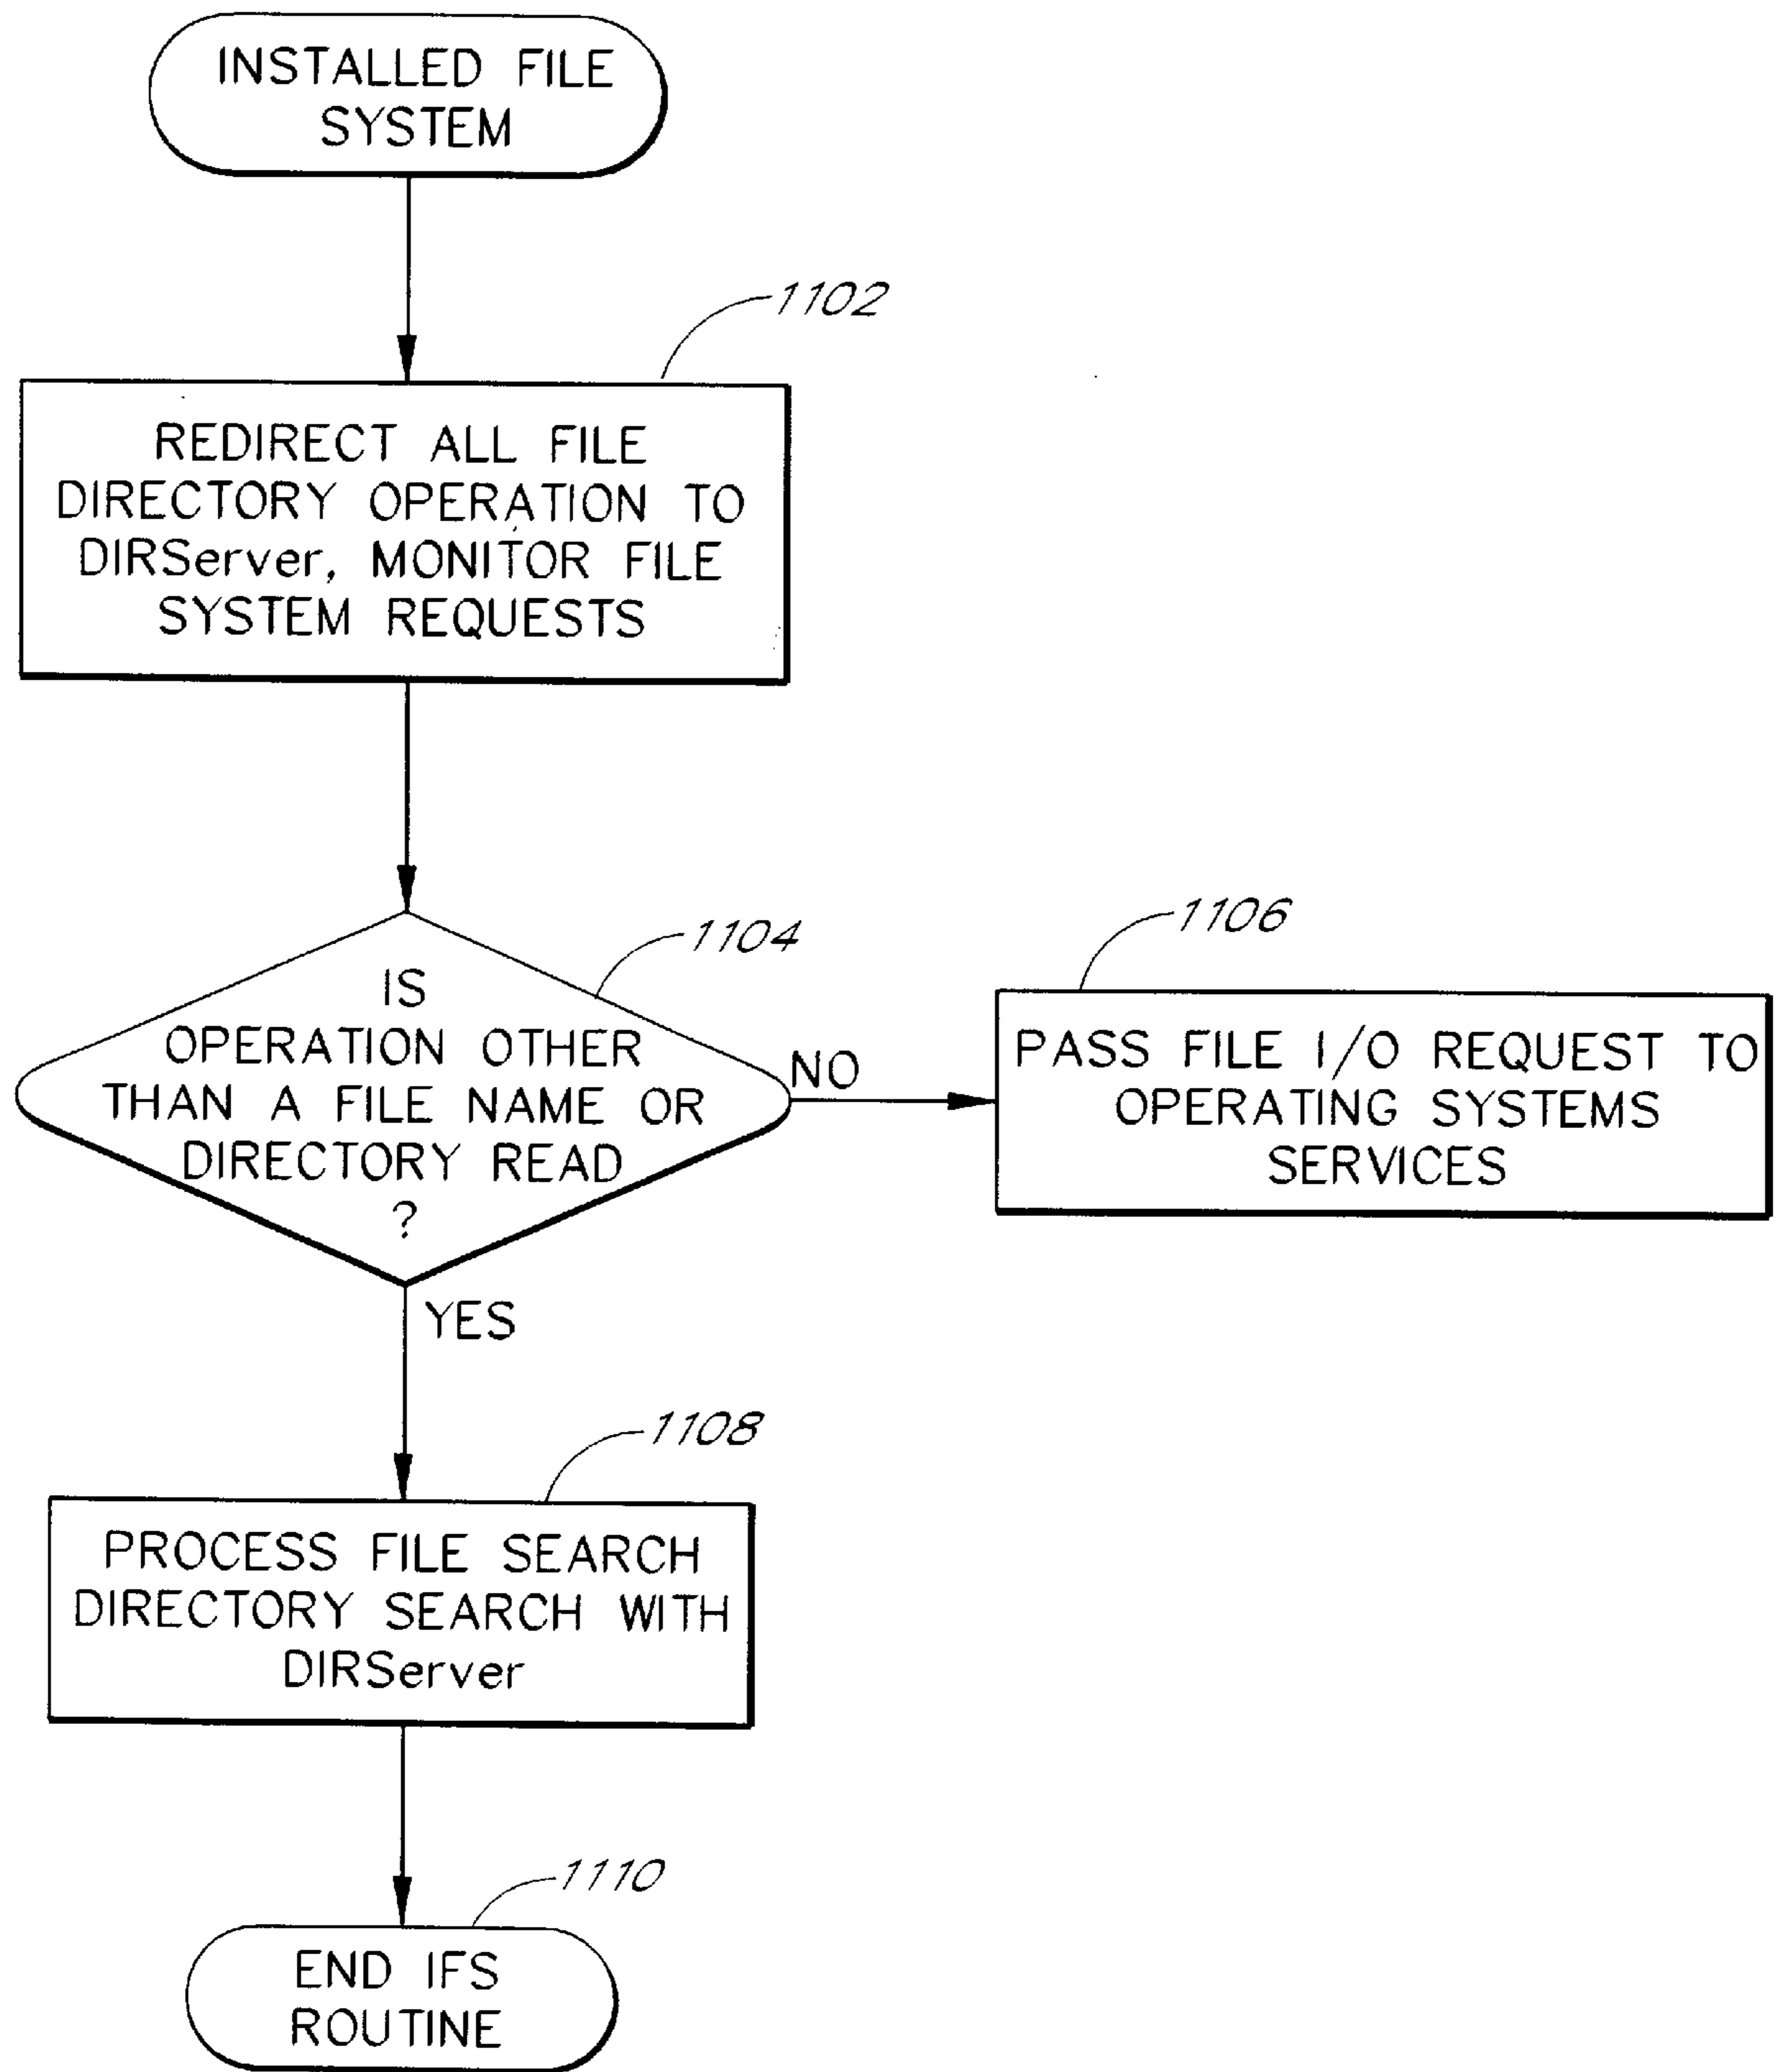 INSTALLED FILE
SYSTEM
1102
REDIRECT ALL FILE
DIRECTORY OPERATION TO
DIRServer, MONITOR FILE
SYSTEM REQUESTS
1104
IS
OPERATION OTHER
THAN A FILE NAME OR
DIRECTORY READ
?
NO
1106
PASS FILE I/O REQUEST TO
OPERATING SYSTEMS
SERVICES
YES
1108
PROCESS FILE SEARCH
DIRECTORY SEARCH WITH
DIRServer
1110
END IFS
ROUTINE